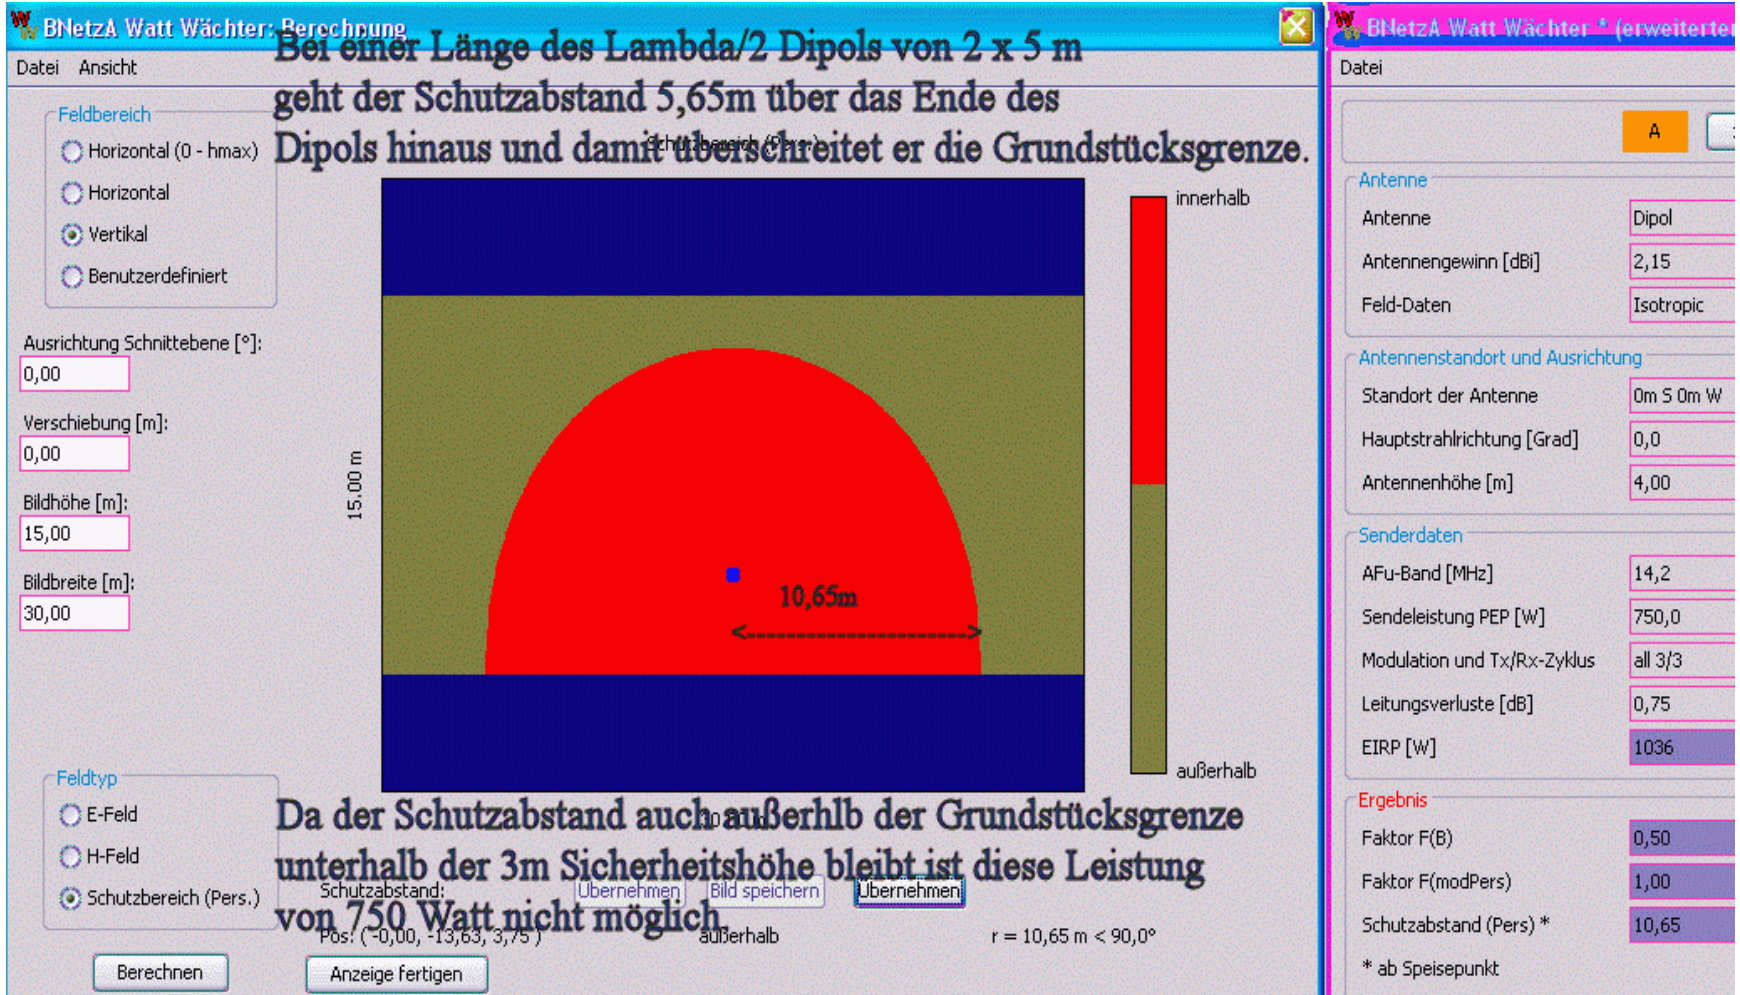 BNetzA Watt Wächter: Berechnung
Datei Ansicht
Bei einer Länge des Lambda/2 Dipols von 2 x 5 m
geht der Schutzabstand 5,65m über das Ende des
Dipols hinaus und damit überschreitet er die Grundstücksgrenze.
Schutzbereich (Pers.)
Feldbereich
Horizontal (0 - hmax)
Horizontal
Vertikal
Benutzerdefiniert
Ausrichtung Schnittebene [°]:
0,00
Verschiebung [m]:
0,00
Bildhöhe [m]:
15,00
Bildbreite [m]:
30,00
15.00 m
10,65m
innerhalb
außerhalb
Feldtyp
E-Feld
H-Feld
Schutzbereich (Pers.)
Da der Schutzabstand auch außerhlb der Grundstücksgrenze
unterhalb der 3m Sicherheitshöhe bleibt ist diese Leistung
von 750 Watt nicht möglich.
Schutzabstand:
Übernehmen Bild speichern Übernehmen
Pos: ( -0,00, -13,63, 3,75 ) außerhalb r = 10,65 m < 90,0°
Berechnen Anzeige fertigen
BNetzA Watt Wächter * (erweiterter
Datei
A
Antenne
Antenne Dipol
Antennengewinn [dBi] 2,15
Feld-Daten Isotropic
Antennenstandort und Ausrichtung
Standort der Antenne 0m S 0m W
Hauptstrahlrichtung [Grad] 0,0
Antennenhöhe [m] 4,00
Senderdaten
AFu-Band [MHz] 14,2
Sendeleistung PEP [W] 750,0
Modulation und Tx/Rx-Zyklus all 3/3
Leitungsverluste [dB] 0,75
EIRP [W] 1036
Ergebnis
Faktor F(B) 0,50
Faktor F(modPers) 1,00
Schutzabstand (Pers) * 10,65
* ab Speisepunkt